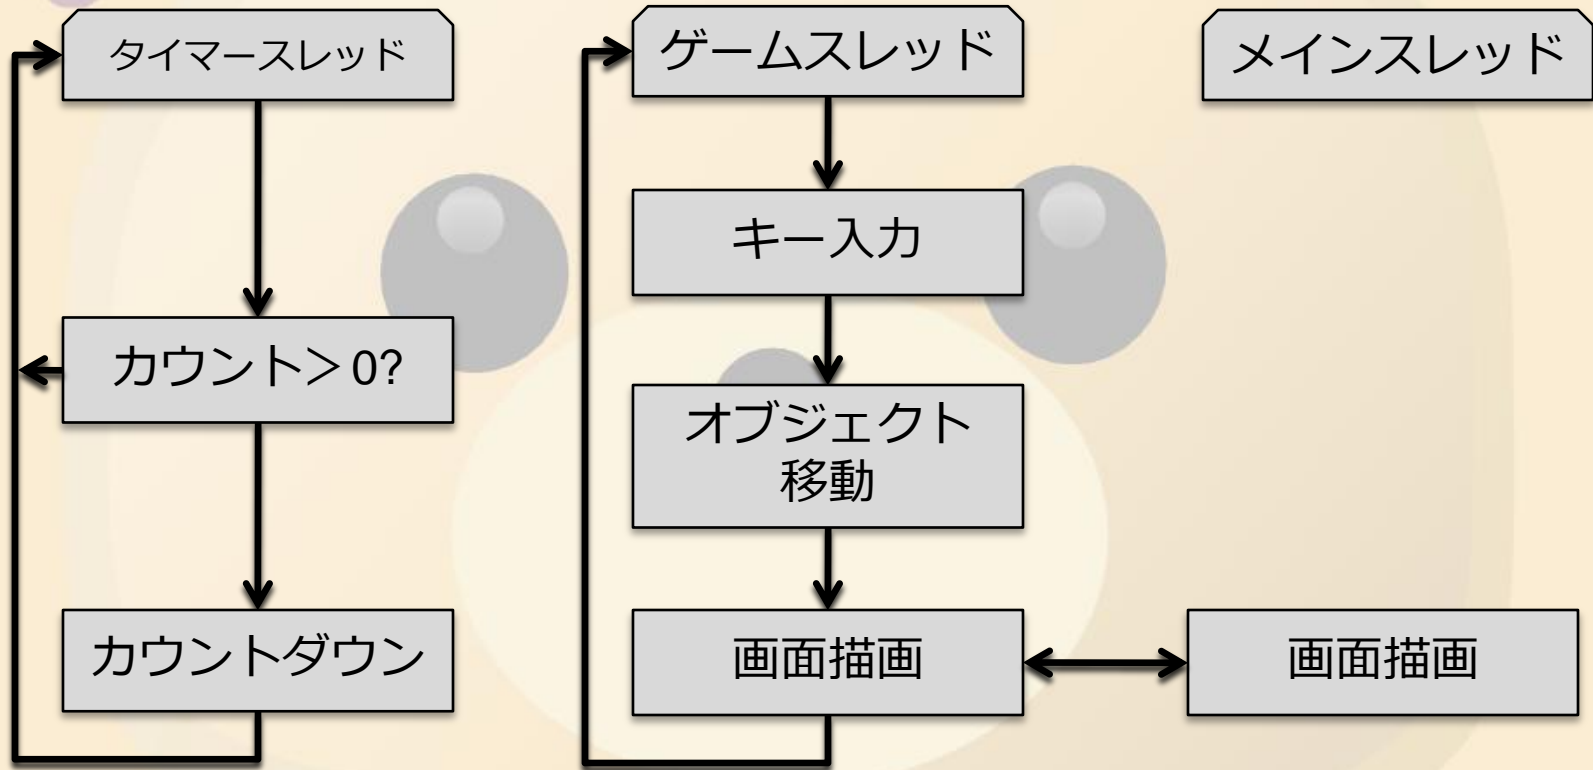 タイマースレッド
カウント＞0?
カウントダウン
ゲームスレッド
キー入力
オブジェクト
移動
画面描画
メインスレッド
画面描画